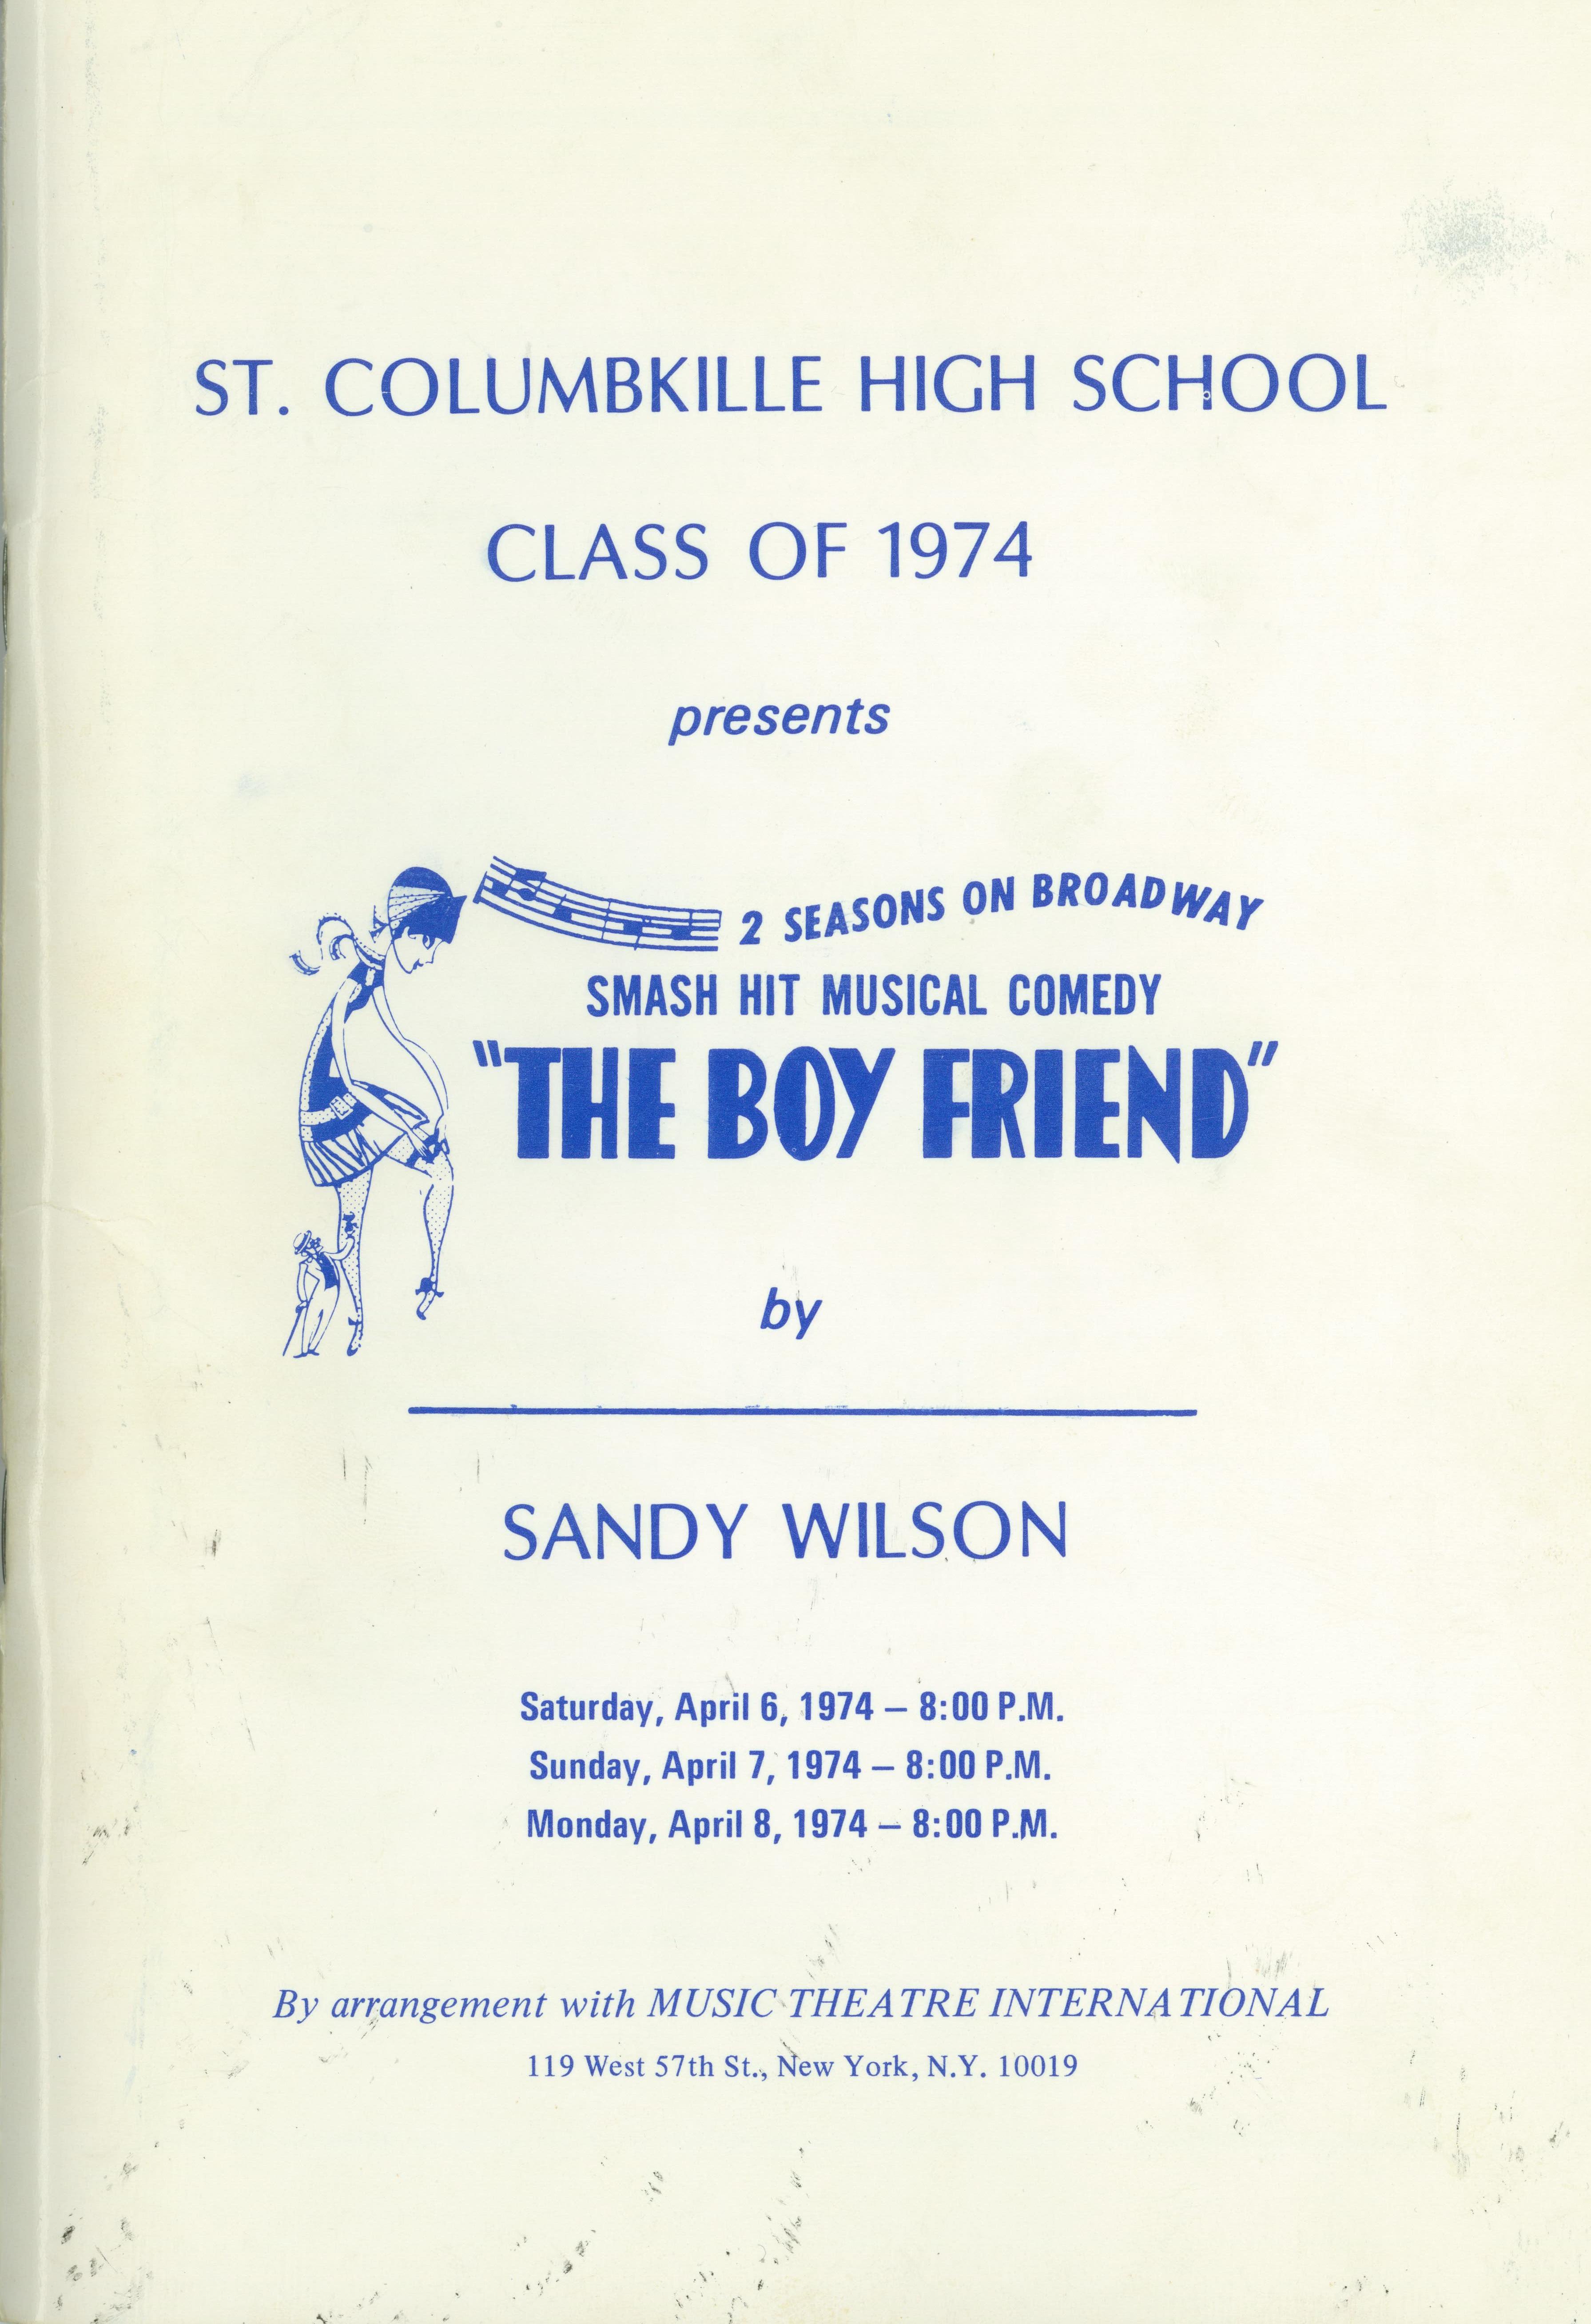 ST. COLUMBKILLE HIGH SCHOOL
CLASS OF 1974
presents
2 SEASONS ON BROADWAY
SMASH HIT MUSICAL COMEDY
"THE BOY FRIEND"
by
SANDY WILSON
Saturday, April 6, 1974 – 8:00 P.M.
Sunday, April 7, 1974 – 8:00 P.M.
Monday, April 8, 1974 – 8:00 P.M.
By arrangement with MUSIC THEATRE INTERNATIONAL
119 West 57th St., New York, N.Y. 10019